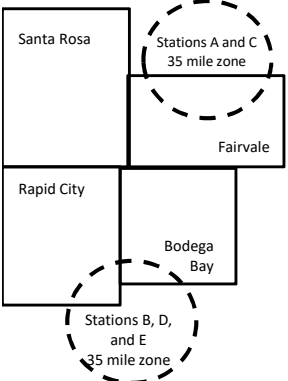 Santa Rosa
Stations A and C
35 mile zone
Fairvale
Rapid City
Bodega
Bay
Stations B, D,
and E
35 mile zone